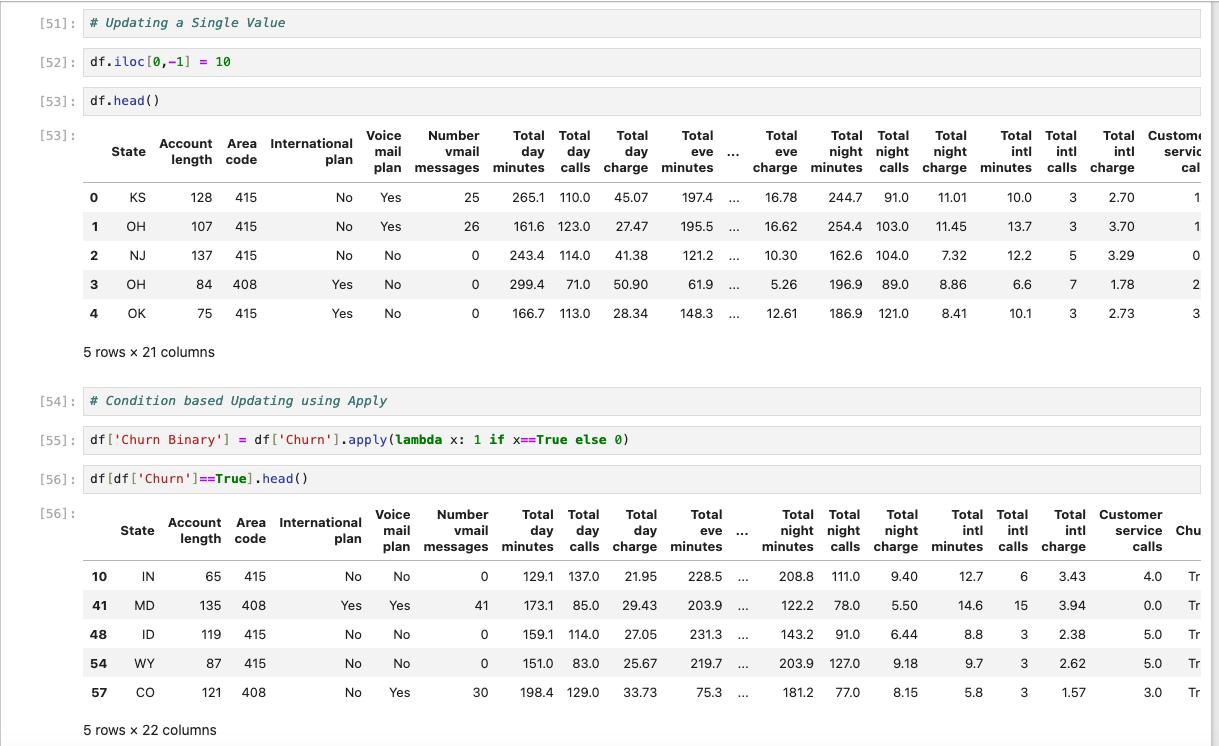 [51]: # Updating a Single Value
[52]: df.iloc[0,-1] = 10
[53]: df.head()
[53]:
State Account length Area code International plan Voice mail plan Number vmail messages Total day minutes Total day calls Total day charge Total eve minutes ... Total eve charge Total night minutes Total night calls Total night charge Total intl minutes Total intl calls Total intl charge Custome servic cal
0 KS 128 415 No Yes 25 265.1 110.0 45.07 197.4 ... 16.78 244.7 91.0 11.01 10.0 3 2.70 1
1 OH 107 415 No Yes 26 161.6 123.0 27.47 195.5 ... 16.62 254.4 103.0 11.45 13.7 3 3.70 1
2 NJ 137 415 No No 0 243.4 114.0 41.38 121.2 ... 10.30 162.6 104.0 7.32 12.2 5 3.29 0
3 OH 84 408 Yes No 0 299.4 71.0 50.90 61.9 ... 5.26 196.9 89.0 8.86 6.6 7 1.78 2
4 OK 75 415 Yes No 0 166.7 113.0 28.34 148.3 ... 12.61 186.9 121.0 8.41 10.1 3 2.73 3
5 rows × 21 columns
[54]: # Condition based Updating using Apply
[55]: df['Churn Binary'] = df['Churn'].apply(lambda x: 1 if x==True else 0)
[56]: df[df['Churn']==True].head()
[56]:
State Account length Area code International plan Voice mail plan Number vmail messages Total day minutes Total day calls Total day charge Total eve minutes ... Total night minutes Total night calls Total night charge Total intl minutes Total intl calls Total intl charge Customer service calls Chu
10 IN 65 415 No No 0 129.1 137.0 21.95 228.5 ... 208.8 111.0 9.40 12.7 6 3.43 4.0 Tr
41 MD 135 408 Yes Yes 41 173.1 85.0 29.43 203.9 ... 122.2 78.0 5.50 14.6 15 3.94 0.0 Tr
48 ID 119 415 No No 0 159.1 114.0 27.05 231.3 ... 143.2 91.0 6.44 8.8 3 2.38 5.0 Tr
54 WY 87 415 No No 0 151.0 83.0 25.67 219.7 ... 203.9 127.0 9.18 9.7 3 2.62 5.0 Tr
57 CO 121 408 No Yes 30 198.4 129.0 33.73 75.3 ... 181.2 77.0 8.15 5.8 3 1.57 3.0 Tr
5 rows × 22 columns